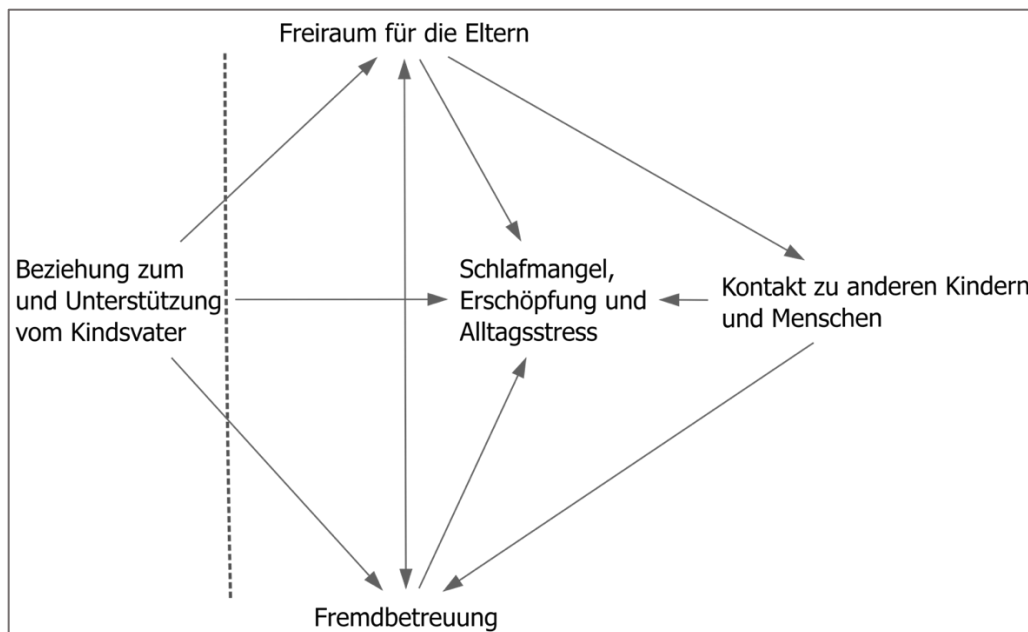 Freiraum für die Eltern
Beziehung zum
und Unterstützung
vom Kindsvater
Schlafmangel,
Erschöpfung und
Alltagsstress
Kontakt zu anderen Kindern
und Menschen
Fremdbetreuung